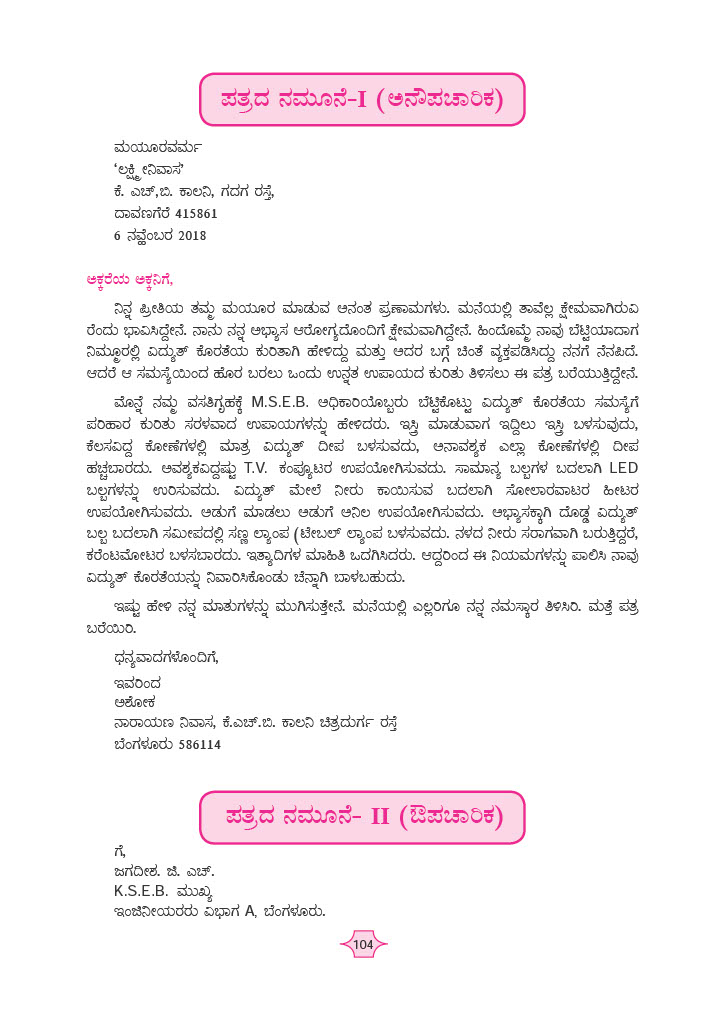 ಪತ್ರದ ನಮೂನೆ-I (ಅನೌಪಚಾರಿಕ)
ಮಯೂರವರ್ಮ
‘ಲಕ್ಷ್ಮೀನಿವಾಸ’
ಕೆ. ಎಚ್,ಬಿ. ಕಾಲನಿ, ಗದಗ ರಸ್ತೆ,
ದಾವಣಗೆರೆ 415861
6 ನವ್ಹೆಂಬರ 2018
ಅಕ್ಕರೆಯ ಅಕ್ಕನಿಗೆ,
ನಿನ್ನ ಪ್ರೀತಿಯ ತಮ್ಮ ಮಯೂರ ಮಾಡುವ ಅನಂತ ಪ್ರಣಾಮಗಳು. ಮನೆಯಲ್ಲಿ ತಾವೆಲ್ಲ ಕ್ಷೇಮವಾಗಿರುವಿ
ರೆಂದು ಭಾವಿಸಿದ್ದೇನೆ. ನಾನು ನನ್ನ ಅಭ್ಯಾಸ ಆರೋಗ್ಯದೊಂದಿಗೆ ಕ್ಷೇಮವಾಗಿದ್ದೇನೆ. ಹಿಂದೊಮ್ಮೆ ನಾವು ಬೆಟ್ಟಿಯಾದಾಗ
ನಿಮ್ಮೂರಲ್ಲಿ ವಿದ್ಯುತ್ ಕೊರತೆಯ ಕುರಿತಾಗಿ ಹೇಳಿದ್ದು ಮತ್ತು ಅದರ ಬಗ್ಗೆ ಚಿಂತೆ ವ್ಯಕ್ತಪಡಿಸಿದ್ದು ನನಗೆ ನೆನಪಿದೆ.
ಆದರೆ ಆ ಸಮಸ್ಯೆಯಿಂದ ಹೊರ ಬರಲು ಒಂದು ಉನ್ನತ ಉಪಾಯದ ಕುರಿತು ತಿಳಿಸಲು ಈ ಪತ್ರ ಬರೆಯುತ್ತಿದ್ದೇನೆ.
ಮೊನ್ನೆ ನಮ್ಮ ವಸತಿಗೃಹಕ್ಕೆ M.S.E.B. ಅಧಿಕಾರಿಯೊಬ್ಬರು ಬೆಟ್ಟಿಕೊಟ್ಟು ವಿದ್ಯುತ್ ಕೊರತೆಯ ಸಮಸ್ಯೆಗೆ
ಪರಿಹಾರ ಕುರಿತು ಸರಳವಾದ ಉಪಾಯಗಳನ್ನು ಹೇಳಿದರು. ಇಸ್ತ್ರಿ ಮಾಡುವಾಗ ಇದ್ದಿಲು ಇಸ್ತ್ರಿ ಬಳಸುವುದು,
ಕೆಲಸವಿದ್ದ ಕೋಣೆಗಳಲ್ಲಿ ಮಾತ್ರ ವಿದ್ಯುತ್ ದೀಪ ಬಳಸುವದು, ಅನಾವಶ್ಯಕ ಎಲ್ಲಾ ಕೋಣೆಗಳಲ್ಲಿ ದೀಪ
ಹಚ್ಚಬಾರದು. ಅವಶ್ಯಕವಿದ್ದಷ್ಟು T.V. ಕಂಪ್ಯೂಟರ ಉಪಯೋಗಿಸುವದು. ಸಾಮಾನ್ಯ ಬಲ್ಬಗಳ ಬದಲಾಗಿ LED
ಬಲ್ಬಗಳನ್ನು ಉರಿಸುವದು. ವಿದ್ಯುತ್ ಮೇಲೆ ನೀರು ಕಾಯಿಸುವ ಬದಲಾಗಿ ಸೋಲಾರವಾಟರ ಹೀಟರ
ಉಪಯೋಗಿಸುವದು. ಅಡುಗೆ ಮಾಡಲು ಅಡುಗೆ ಅನಿಲ ಉಪಯೋಗಿಸುವದು. ಅಭ್ಯಾಸಕ್ಕಾಗಿ ದೊಡ್ಡ ವಿದ್ಯುತ್
ಬಲ್ಬ ಬದಲಾಗಿ ಸಮೀಪದಲ್ಲಿ ಸಣ್ಣ ಲ್ಯಾಂಪ (ಟೇಬಲ್ ಲ್ಯಾಂಪ ಬಳಸುವದು. ನಳದ ನೀರು ಸರಾಗವಾಗಿ ಬರುತ್ತಿದ್ದರೆ,
ಕರೆಂಟಮೋಟರ ಬಳಸಬಾರದು. ಇತ್ಯಾದಿಗಳ ಮಾಹಿತಿ ಒದಗಿಸಿದರು. ಆದ್ದರಿಂದ ಈ ನಿಯಮಗಳನ್ನು ಪಾಲಿಸಿ ನಾವು
ವಿದ್ಯುತ್ ಕೊರತೆಯನ್ನು ನಿವಾರಿಸಿಕೊಂಡು ಚೆನ್ನಾಗಿ ಬಾಳಬಹುದು.
ಇಷ್ಟು ಹೇಳಿ ನನ್ನ ಮಾತುಗಳನ್ನು ಮುಗಿಸುತ್ತೇನೆ. ಮನೆಯಲ್ಲಿ ಎಲ್ಲರಿಗೂ ನನ್ನ ನಮಸ್ಕಾರ ತಿಳಿಸಿರಿ. ಮತ್ತೆ ಪತ್ರ
ಬರೆಯಿರಿ.
ಧನ್ಯವಾದಗಳೊಂದಿಗೆ,
ಇವರಿಂದ
ಅಶೋಕ
ನಾರಾಯಣ ನಿವಾಸ, ಕೆ.ಎಚ್.ಬಿ. ಕಾಲನಿ ಚಿತ್ರದುರ್ಗ ರಸ್ತೆ
ಬೆಂಗಳೂರು 586114
ಪತ್ರದ ನಮೂನೆ- II (ಔಪಚಾರಿಕ)
ಗೆ,
ಜಗದೀಶ. ಜಿ. ಎಚ್.
K.S.E.B. ಮುಖ್ಯ
ಇಂಜಿನೀಯರರು ವಿಭಾಗ A, ಬೆಂಗಳೂರು.
104